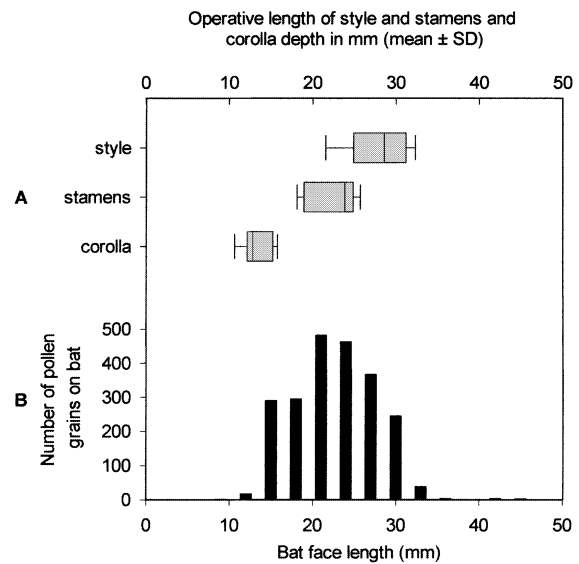 Operative length of style and stamens and
corolla depth in mm (mean ± SD)
0 10 20 30 40 50
style
A stamens
corolla
Number of pollen
grains on bat
B
500
400
300
200
100
0
0 10 20 30 40 50
Bat face length (mm)